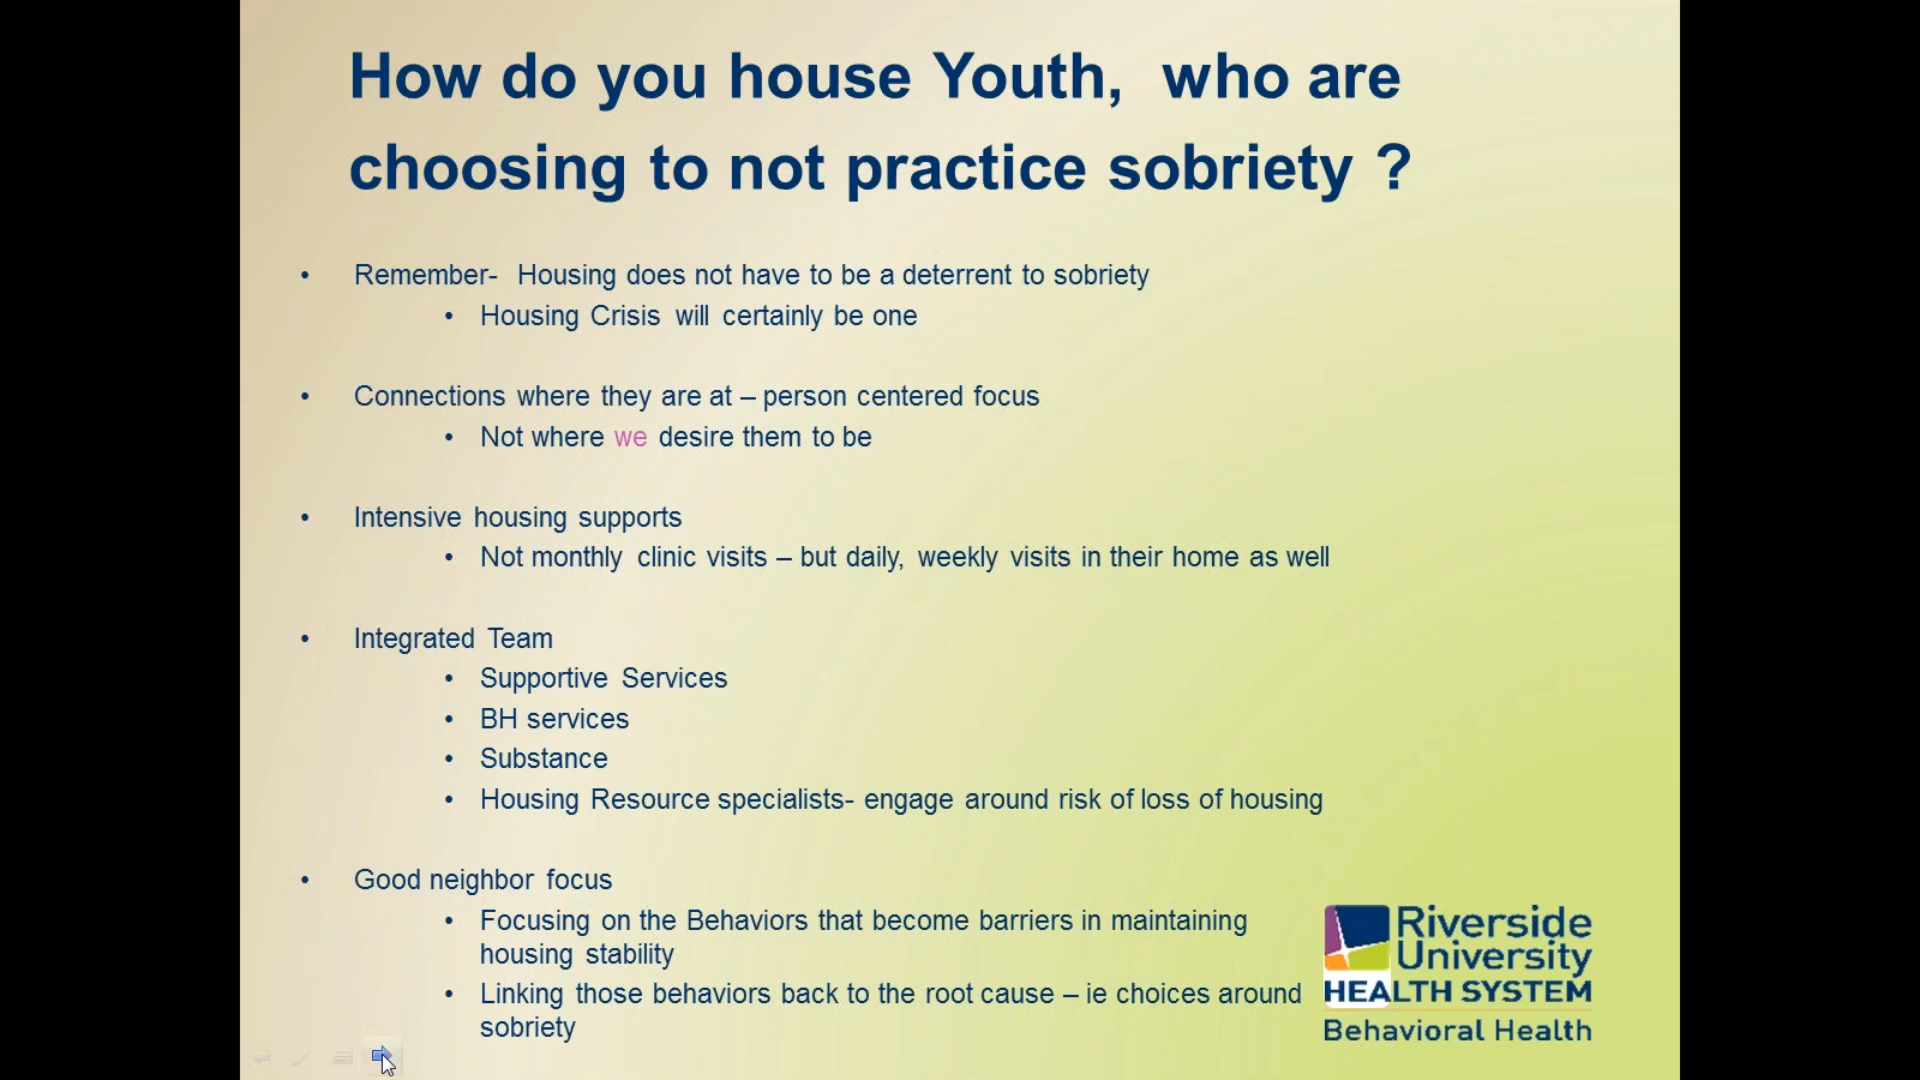 How do you house Youth, who are
choosing to not practice sobriety ?
• Remember- Housing does not have to be a deterrent to sobriety
• Housing Crisis will certainly be one
• Connections where they are at – person centered focus
• Not where we desire them to be
• Intensive housing supports
• Not monthly clinic visits – but daily, weekly visits in their home as well
• Integrated Team
• Supportive Services
• BH services
• Substance
• Housing Resource specialists- engage around risk of loss of housing
• Good neighbor focus
• Focusing on the Behaviors that become barriers in maintaining
housing stability
• Linking those behaviors back to the root cause – ie choices around
sobriety
Riverside
University
HEALTH SYSTEM
Behavioral Health